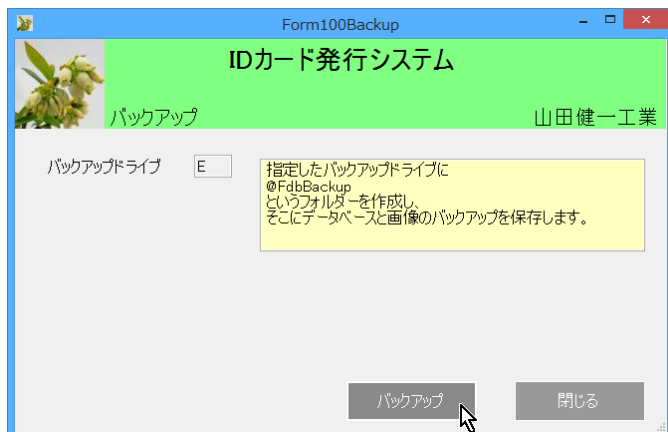 Form100Backup
IDカード発行システム
バックアップ
山田健一工業
バックアップドライブ
E
指定したバックアップドライブに
@FdbBackup
というフォルダーを作成し、
そこにデータベースと画像のバックアップを保存します。
バックアップ
閉じる